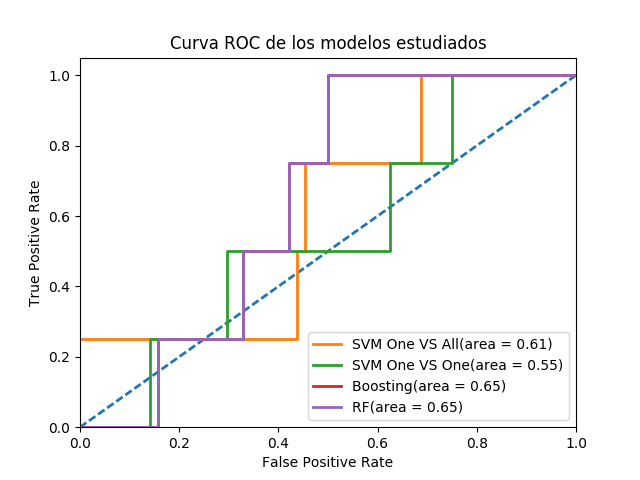 Curva ROC de los modelos estudiados
True Positive Rate
1.0
0.8
0.6
0.4
0.2
0.0
SVM One VS All(area = 0.61)
SVM One VS One(area = 0.55)
Boosting(area = 0.65)
RF(area = 0.65)
0.0 0.2 0.4 0.6 0.8 1.0
False Positive Rate